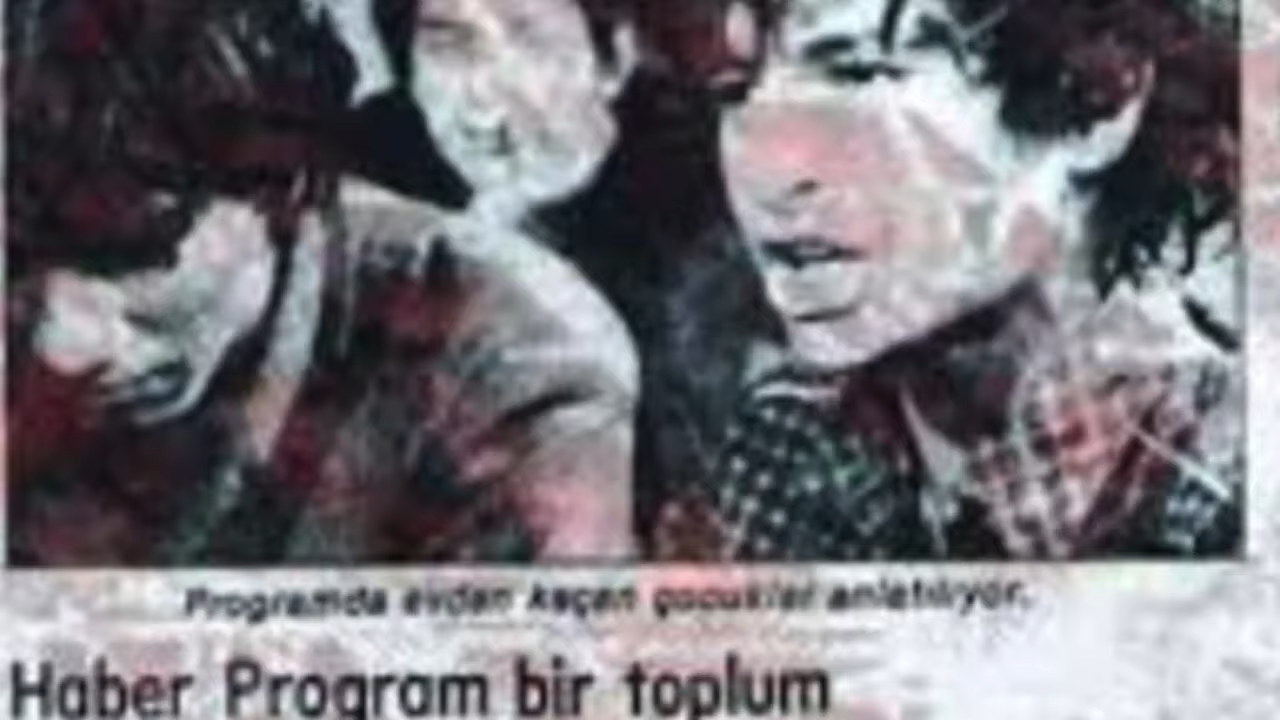 Programda evden kaçan çocuklar anlatılıyor.
Haber Program bir toplum